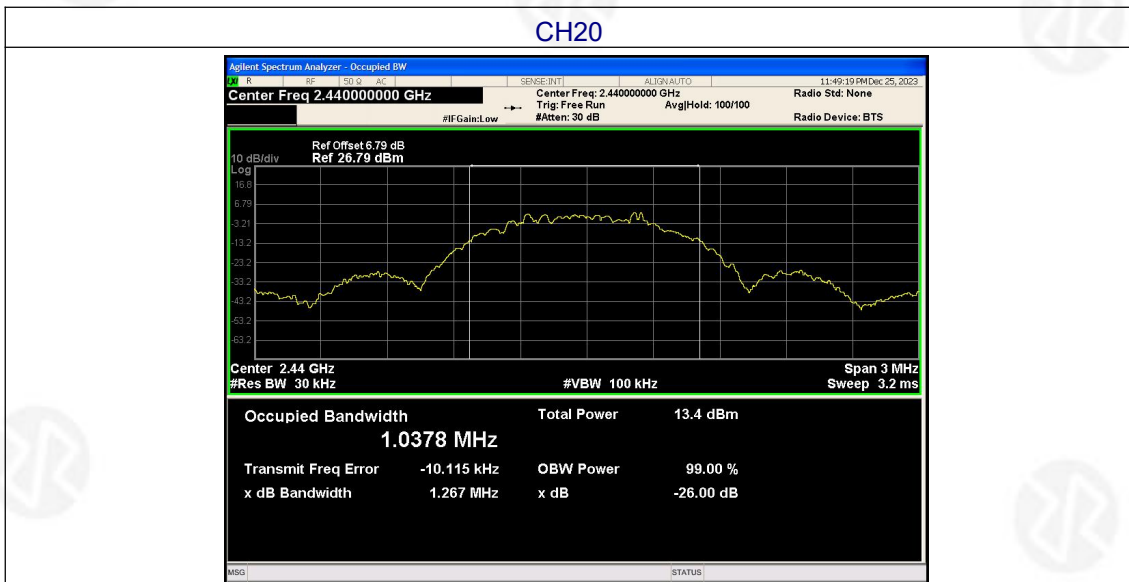 CH20
Agilent Spectrum Analyzer - Occupied BW
R RF 50 Ω AC SENSE:INT ALIGN AUTO 11:49:19 PM Dec 25, 2023
Center Freq 2.440000000 GHz Center Freq: 2.440000000 GHz Radio Std: None
Trig: Free Run Avg|Hold: 100/100
#IFGain:Low #Atten: 30 dB Radio Device: BTS
Ref Offset 6.79 dB
10 dB/div Ref 26.79 dBm
Log
16.8
6.79
-3.21
-13.2
-23.2
-33.2
-43.2
-53.2
-63.2
Center 2.44 GHz Span 3 MHz
#Res BW 30 kHz #VBW 100 kHz Sweep 3.2 ms
Occupied Bandwidth Total Power 13.4 dBm
1.0378 MHz
Transmit Freq Error -10.115 kHz OBW Power 99.00 %
x dB Bandwidth 1.267 MHz x dB -26.00 dB
MSG STATUS